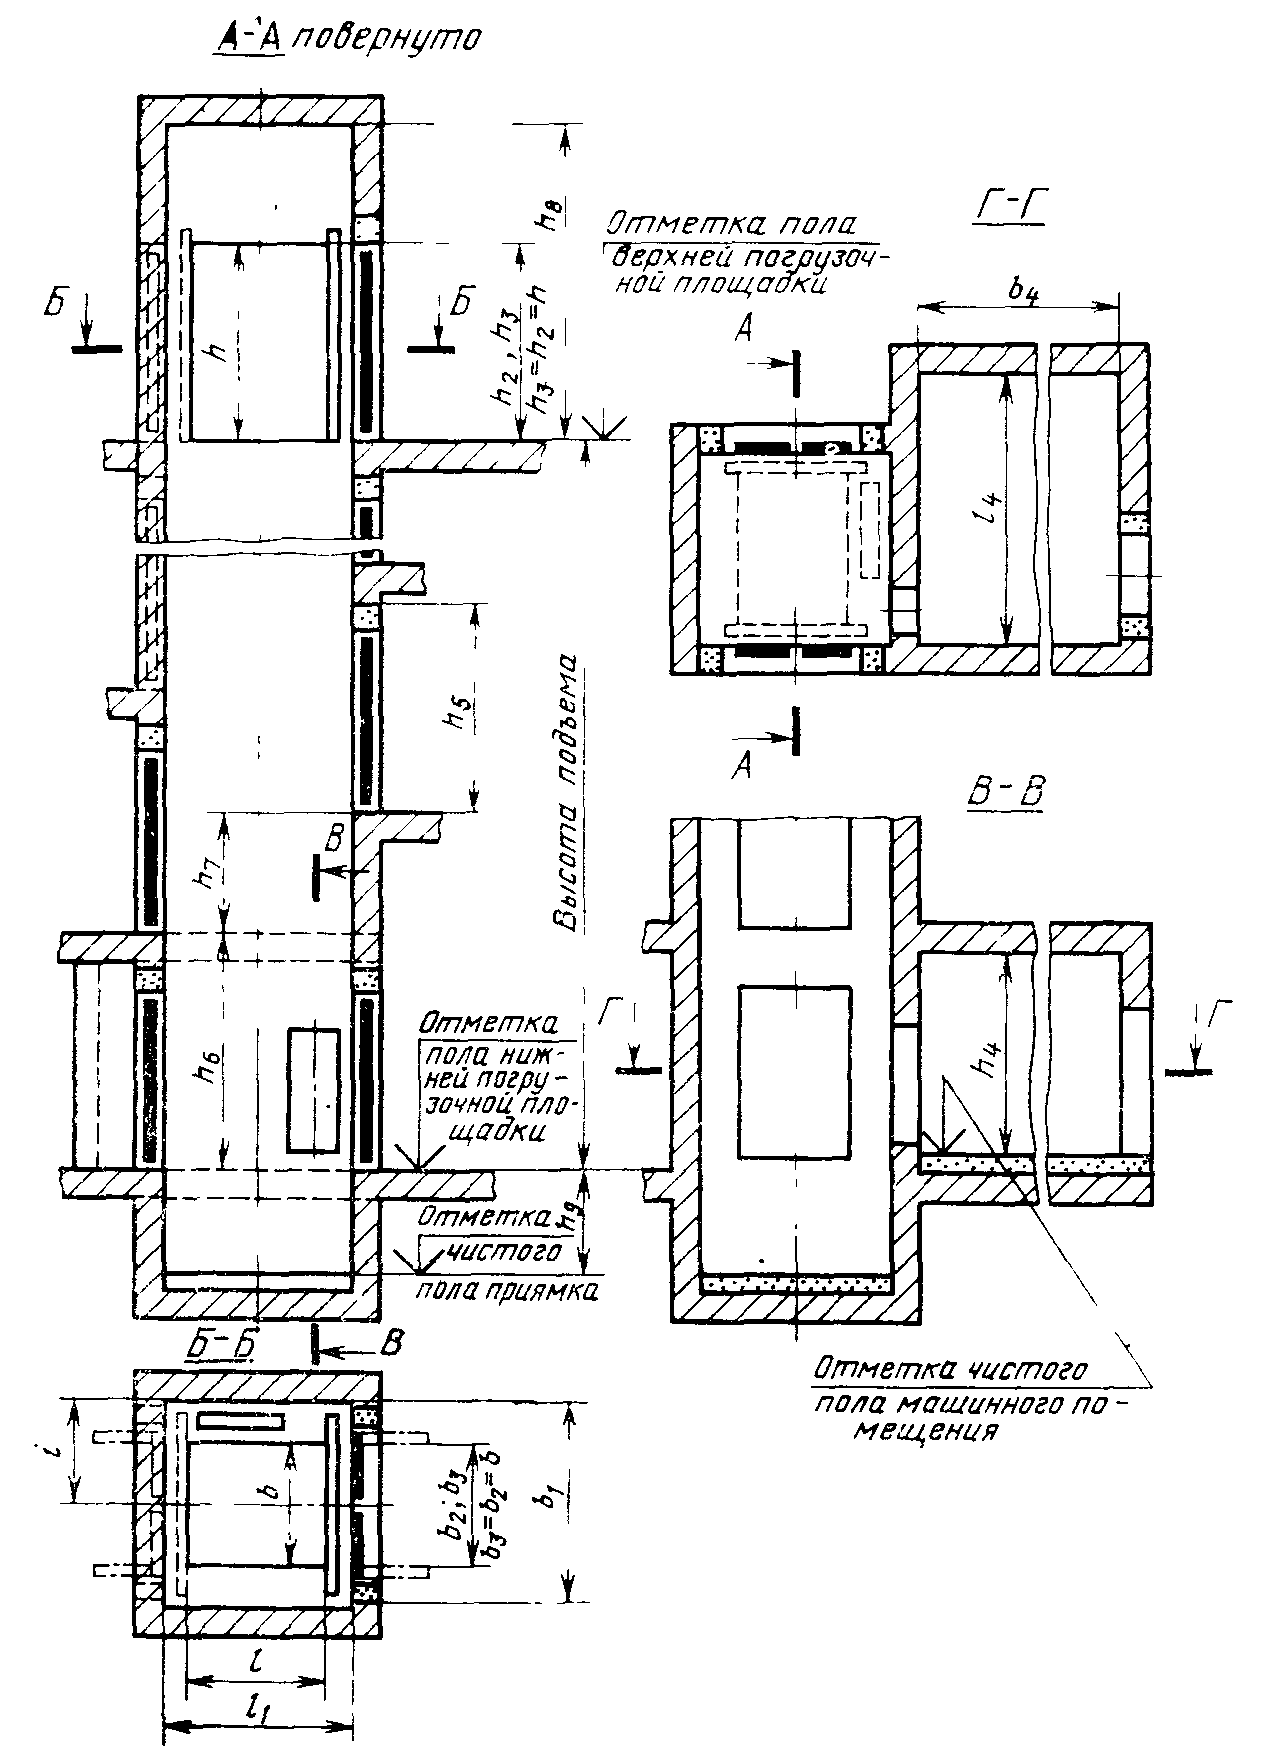 А-А повернуто
h8
Отметка пола
верхней погрузоч-
ной площадки
Г-Г
b4
Б
Б
А
h
h2, h3
h3=h2=h
l4
h5
Высота подъема
А
В-В
В
h7
Отметка
пола ниж-
ней погру-
зочной пло-
щадки
Г
Г
h6
h4
Отметка
чистого
пола приямка
h9
Б-Б
В
Отметка чистого
пола машинного по-
мещения
i
b
b2; b3
b3=b2=b
b1
l
l1